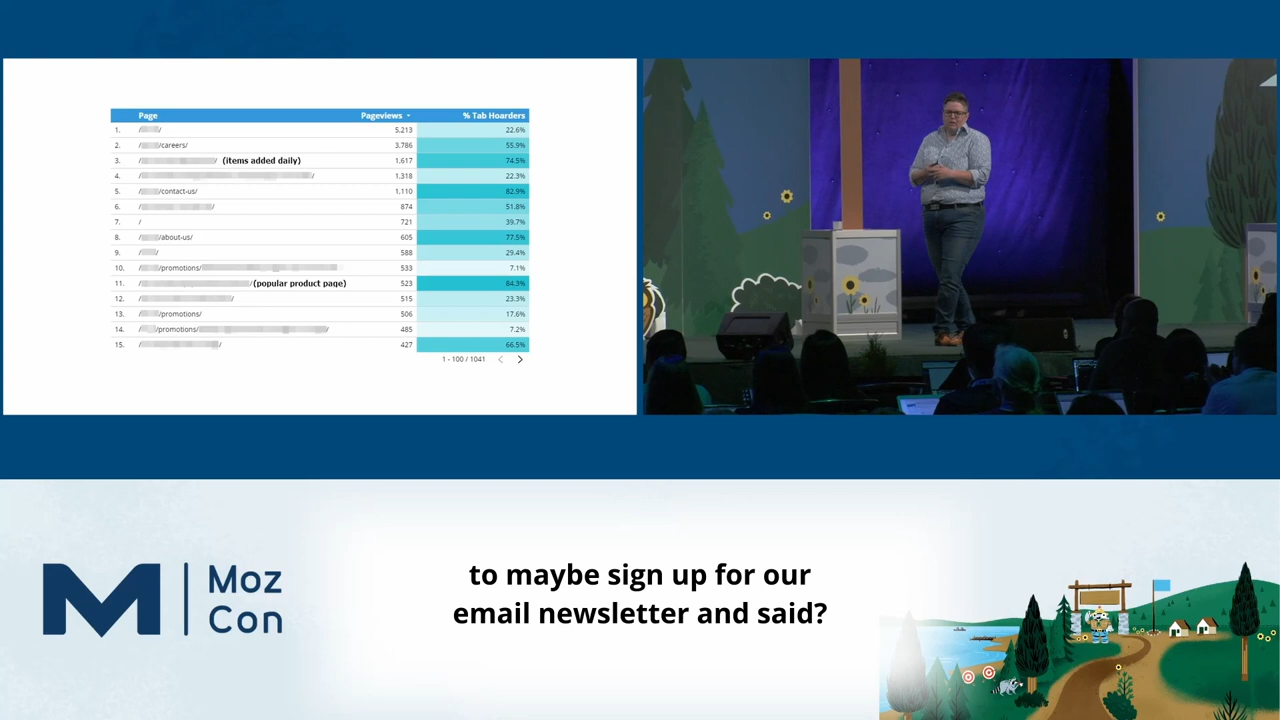 Page Pageviews % Tab Hoarders
1. / / 5,213 22.6%
2. / /careers/ 3,786 55.9%
3. / / (items added daily) 1,617 74.5%
4. / / 1,318 22.3%
5. / /contact-us/ 1,110 82.9%
6. / / 874 51.8%
7. / 721 39.7%
8. / /about-us/ 605 77.5%
9. / / 588 29.4%
10. / /promotions/ 533 7.1%
11. / / (popular product page) 523 84.3%
12. / / 515 23.3%
13. / /promotions/ 506 17.6%
14. / /promotions/ / 485 7.2%
15. / / 427 66.5%
1 - 100 / 1041
Moz
Con
to maybe sign up for our
email newsletter and said?